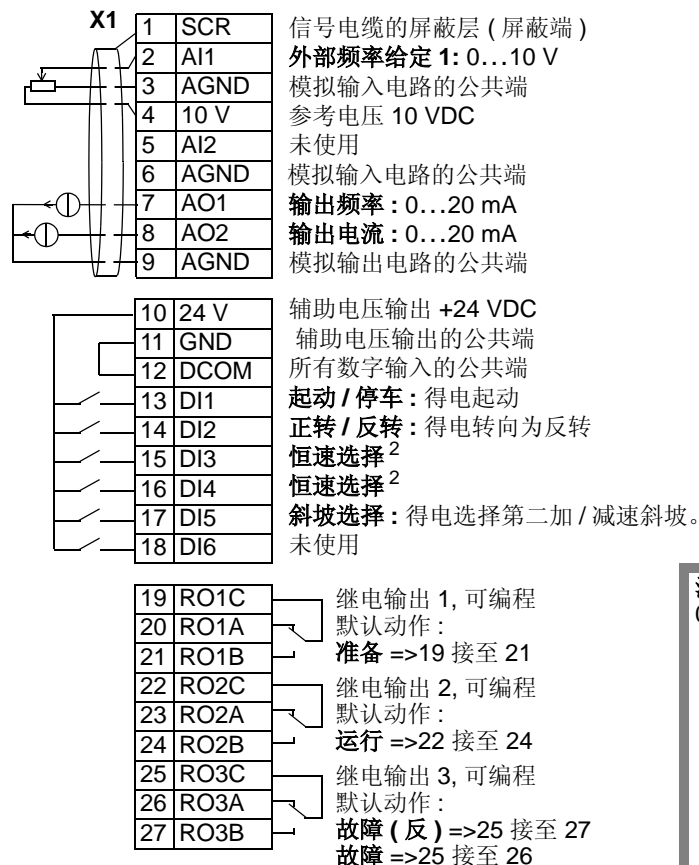 X1
1 SCR 信号电缆的屏蔽层 ( 屏蔽端 )
2 AI1 外部频率给定 1: 0…10 V
3 AGND 模拟输入电路的公共端
4 10 V 参考电压 10 VDC
5 AI2 未使用
6 AGND 模拟输入电路的公共端
7 AO1 输出频率 : 0…20 mA
8 AO2 输出电流 : 0…20 mA
9 AGND 模拟输出电路的公共端
10 24 V 辅助电压输出 +24 VDC
11 GND 辅助电压输出的公共端
12 DCOM 所有数字输入的公共端
13 DI1 起动 / 停车 : 得电起动
14 DI2 正转 / 反转 : 得电转向为反转
15 DI3 恒速选择 2
16 DI4 恒速选择 2
17 DI5 斜坡选择 : 得电选择第二加 / 减速斜坡。
18 DI6 未使用
19 RO1C 继电输出 1, 可编程
20 RO1A 默认动作 :
21 RO1B 准备 =>19 接至 21
22 RO2C 继电输出 2, 可编程
23 RO2A 默认动作 :
24 RO2B 运行 =>22 接至 24
25 RO3C 继电输出 3, 可编程
26 RO3A 默认动作 :
27 RO3B 故障 ( 反 ) =>25 接至 27
故障 =>25 接至 26